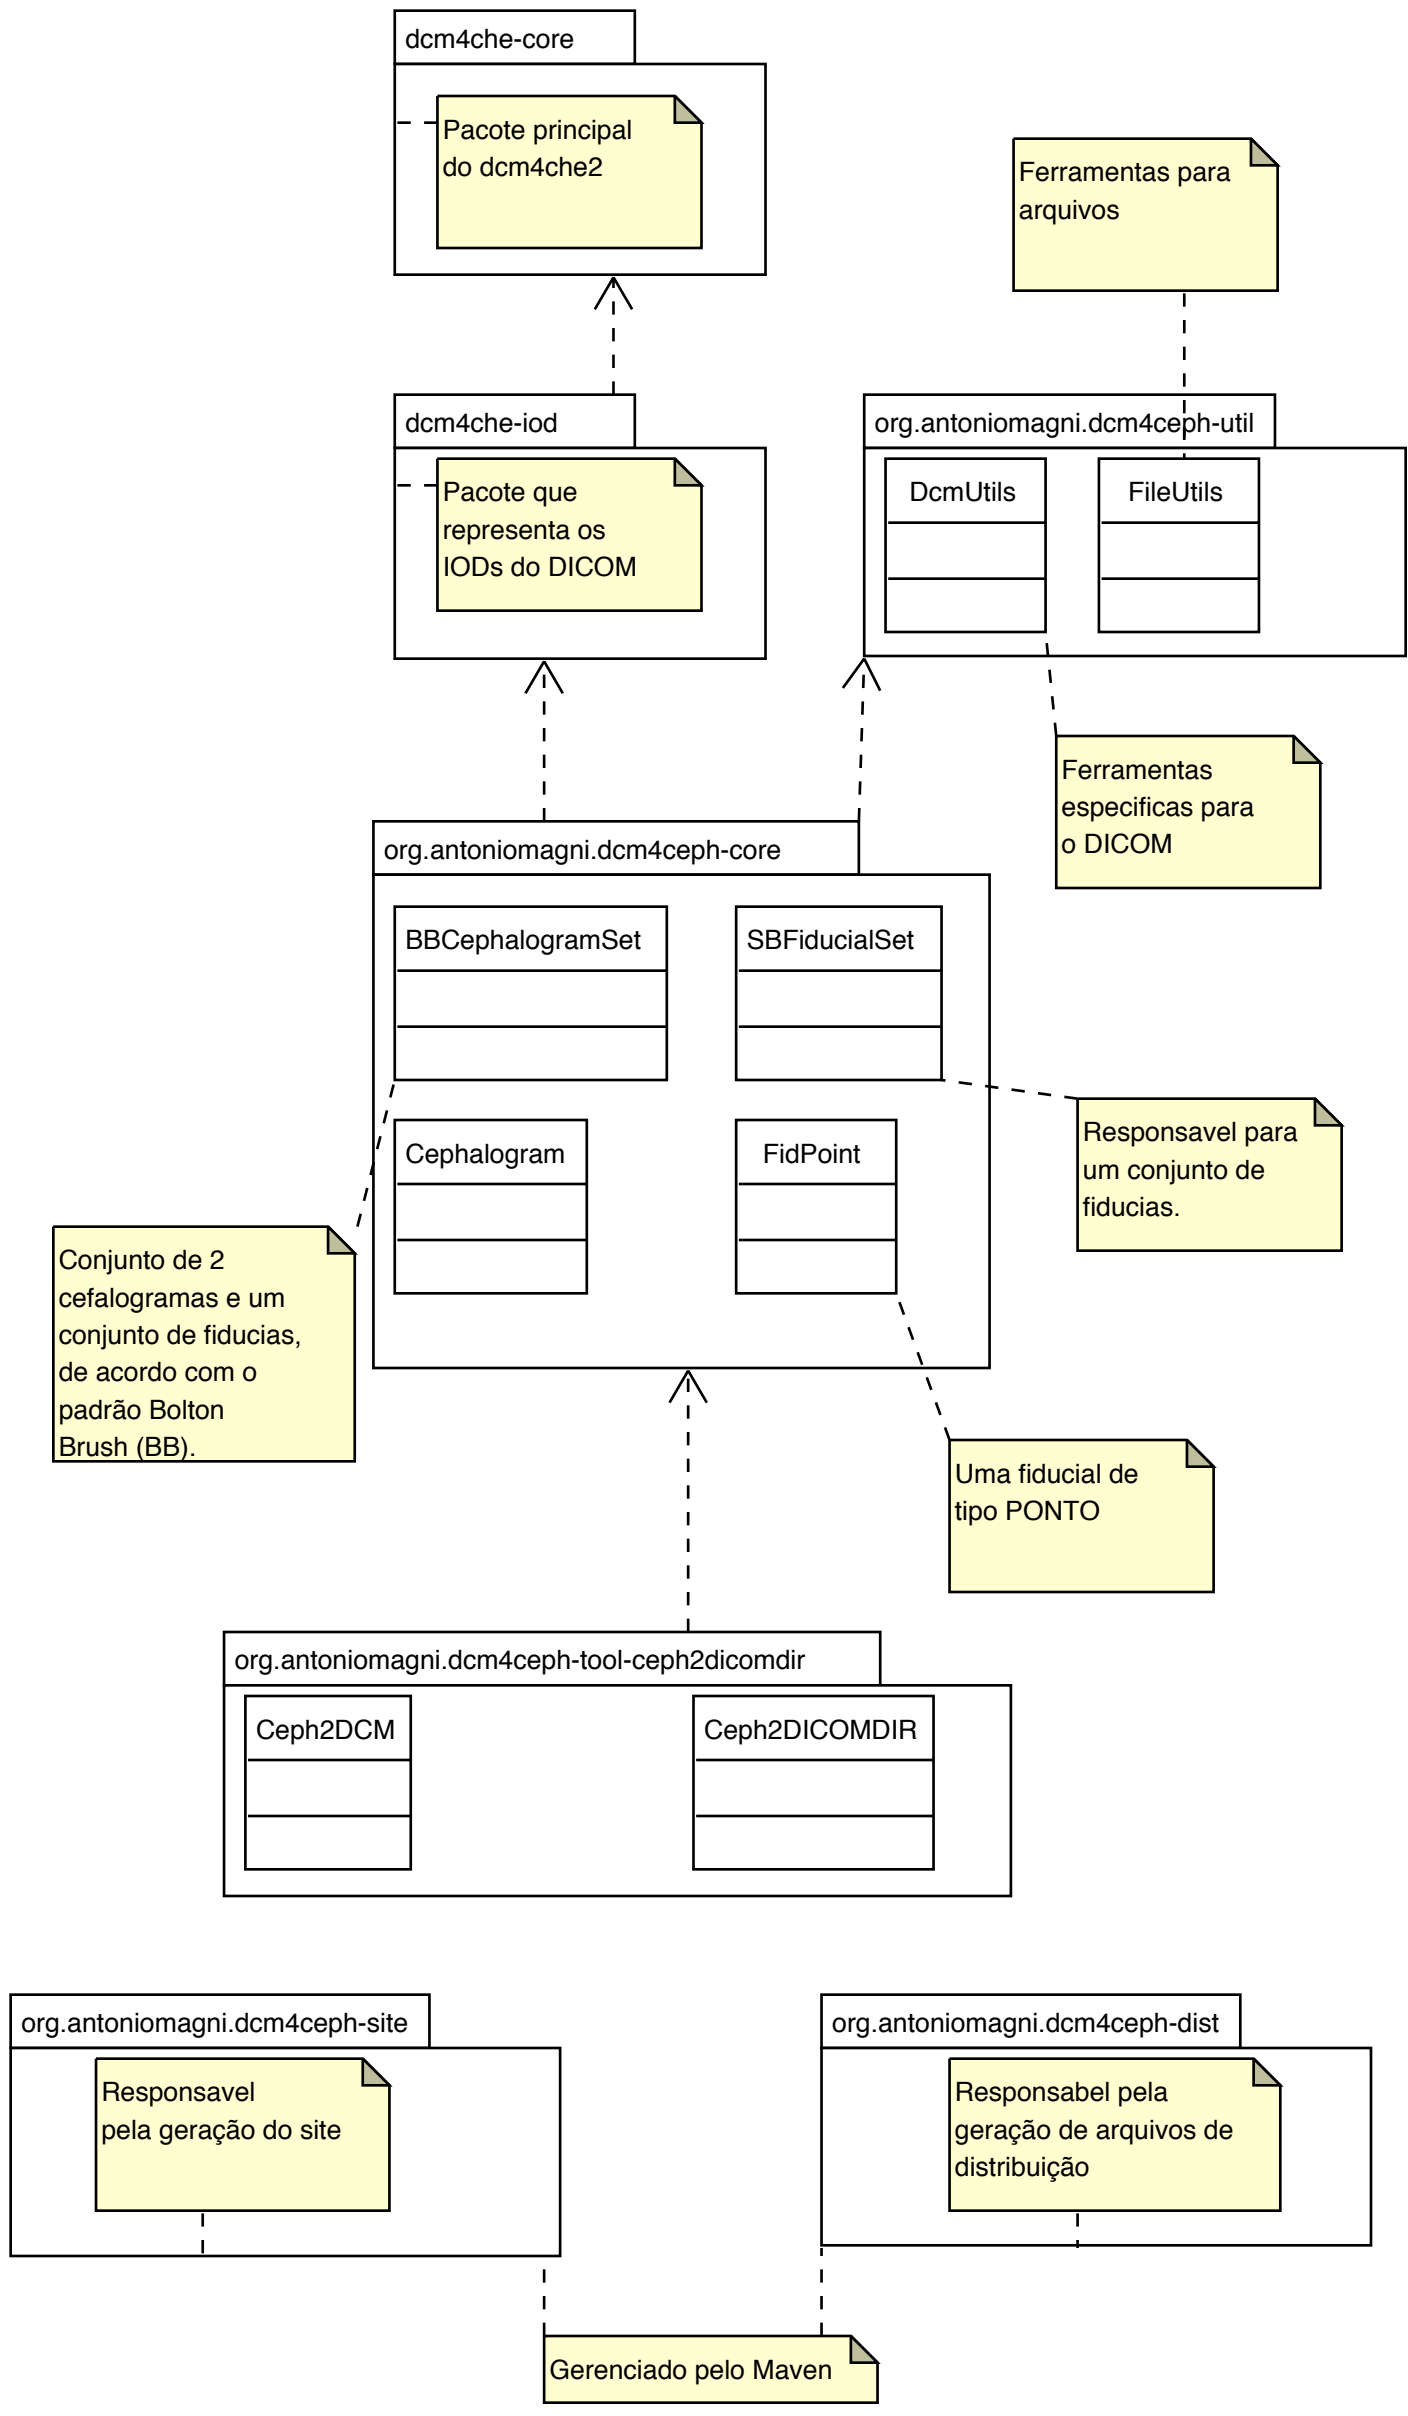 dcm4che-core
Pacote principal
do dcm4che2
Ferramentas para
arquivos
dcm4che-iod
Pacote que
representa os
IODs do DICOM
org.antoniomagni.dcm4ceph-util
DcmUtils
FileUtils
Ferramentas
especificas para
o DICOM
org.antoniomagni.dcm4ceph-core
BBCephalogramSet
SBFiducialSet
Cephalogram
FidPoint
Responsavel para
um conjunto de
fiducias.
Conjunto de 2
cefalogramas e um
conjunto de fiducias,
de acordo com o
padrão Bolton
Brush (BB).
Uma fiducial de
tipo PONTO
org.antoniomagni.dcm4ceph-tool-ceph2dicomdir
Ceph2DCM
Ceph2DICOMDIR
org.antoniomagni.dcm4ceph-site
Responsavel
pela geração do site
org.antoniomagni.dcm4ceph-dist
Responsabel pela
geração de arquivos de
distribuição
Gerenciado pelo Maven